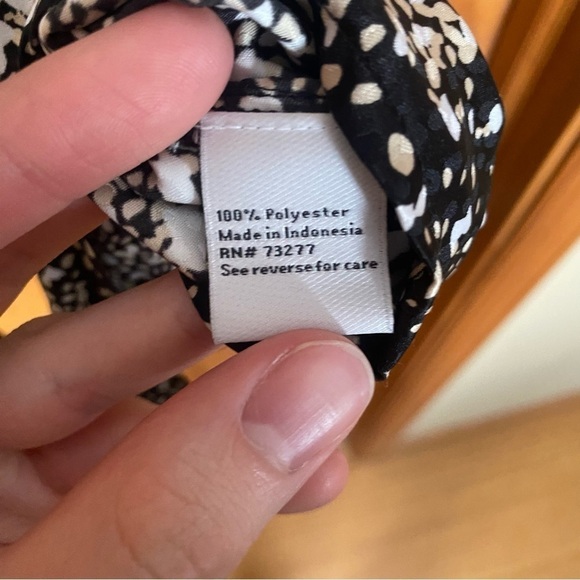 100% Polyester
Made in Indonesia
RN# 73277
See reverse for care